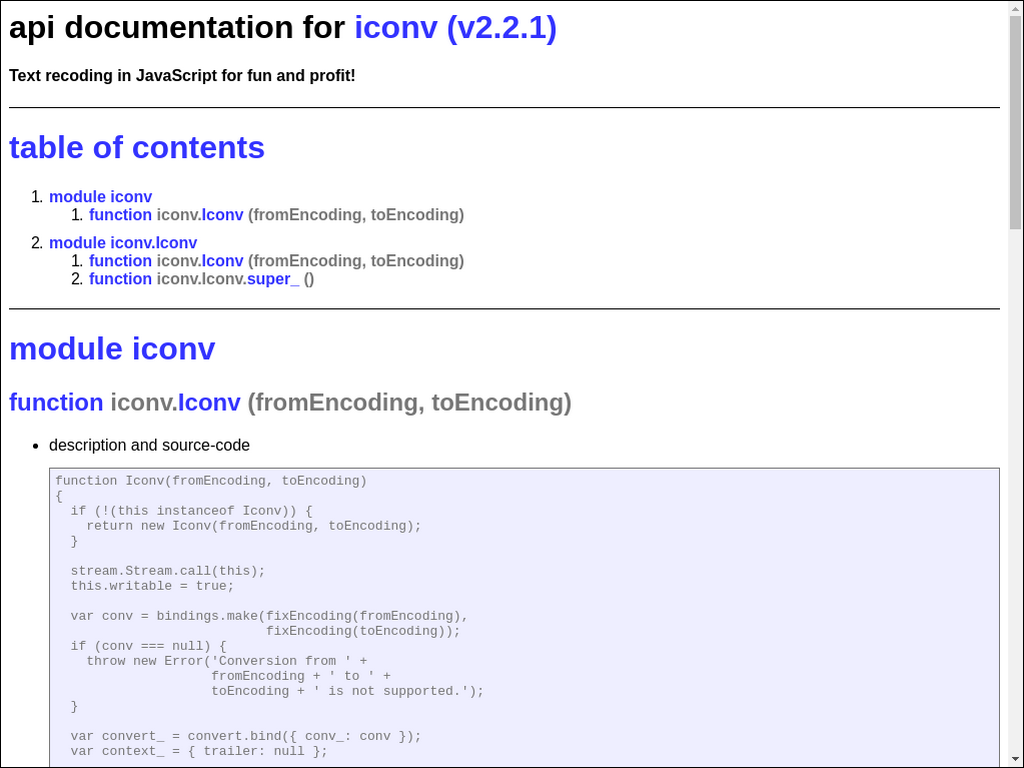 api documentation for iconv (v2.2.1)
Text recoding in JavaScript for fun and profit!
table of contents
1. module iconv
1. function iconv.Iconv (fromEncoding, toEncoding)
2. module iconv.Iconv
1. function iconv.Iconv (fromEncoding, toEncoding)
2. function iconv.Iconv.super_ ()
module iconv
function iconv.Iconv (fromEncoding, toEncoding)
• description and source-code
function Iconv(fromEncoding, toEncoding)
{
  if (!(this instanceof Iconv)) {
    return new Iconv(fromEncoding, toEncoding);
  }
  stream.Stream.call(this);
  this.writable = true;
  var conv = bindings.make(fixEncoding(fromEncoding),
                           fixEncoding(toEncoding));
  if (conv === null) {
    throw new Error('Conversion from ' +
                    fromEncoding + ' to ' +
                    toEncoding + ' is not supported.');
  }
  var convert_ = convert.bind({ conv_: conv });
  var context_ = { trailer: null };